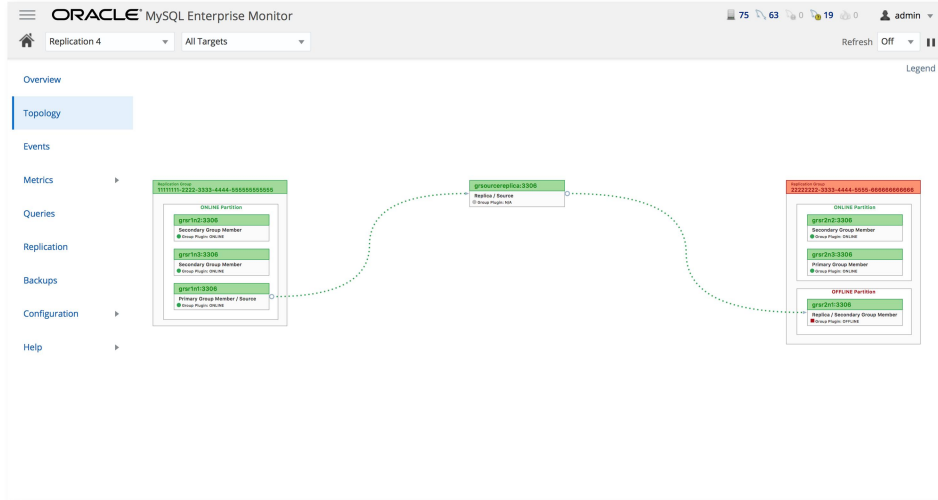 ORACLE® MySQL Enterprise Monitor
75 63 0 19 0 admin
Replication 4 All Targets Refresh Off
Legend
Overview
Topology
Events
Metrics
Queries
Replication
Backups
Configuration
Help
Replication Group
11111111-2222-3333-4444-555555555555
ONLINE Partition
grsr1n2:3306
Secondary Group Member
Group Plugin: ONLINE
grsr1n3:3306
Secondary Group Member
Group Plugin: ONLINE
grsr1n1:3306
Primary Group Member / Source
Group Plugin: ONLINE
grsourcereplica:3306
Replica / Source
Group Plugin: N/A
Replication Group
22222222-3333-4444-5555-666666666666
ONLINE Partition
grsr2n2:3306
Secondary Group Member
Group Plugin: ONLINE
grsr2n3:3306
Primary Group Member
Group Plugin: ONLINE
OFFLINE Partition
grsr2n1:3306
Replica / Secondary Group Member
Group Plugin: OFFLINE